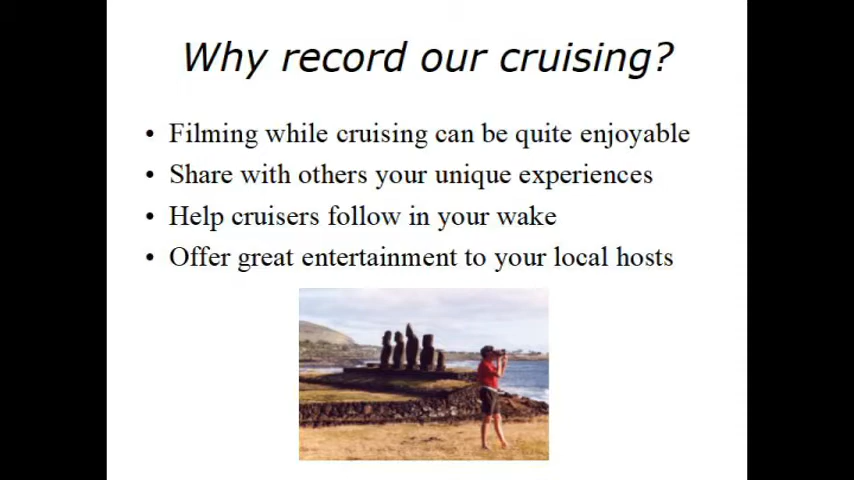 Why record our cruising?
• Filming while cruising can be quite enjoyable
• Share with others your unique experiences
• Help cruisers follow in your wake
• Offer great entertainment to your local hosts